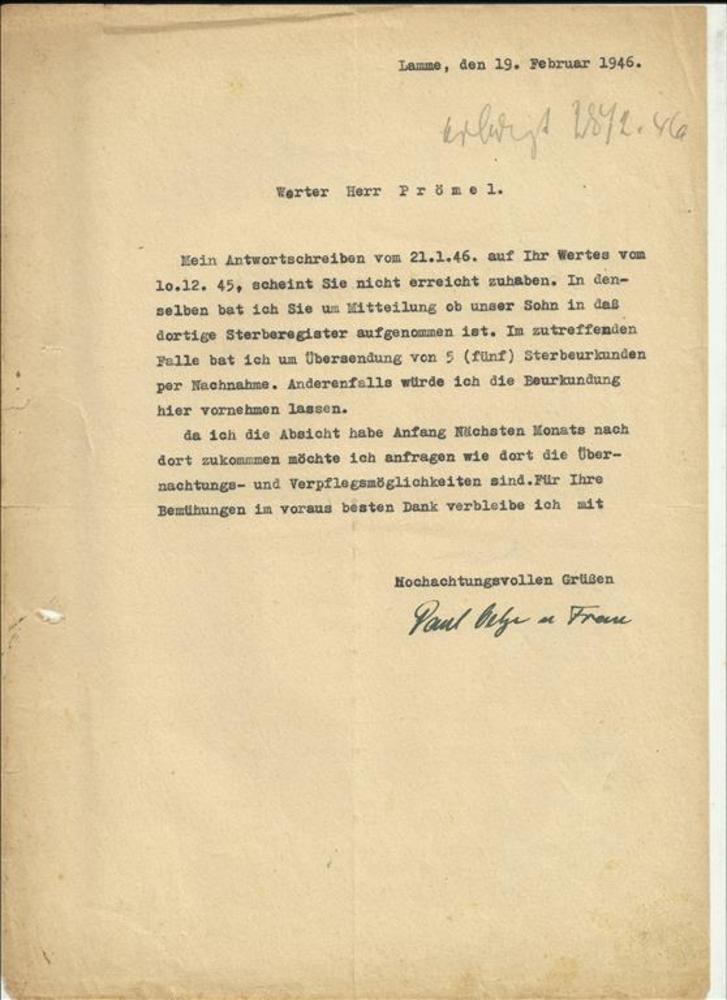 Lamme, den 19. Februar 1946.
erledigt 28/2.46
Werter Herr P r ö m e l.
Mein Antwortschreiben vom 21.1.46. auf Ihr Wertes vom
lo.12. 45, scheint Sie nicht erreicht zuhaben. In den-
selben bat ich Sie um Mitteilung ob unser Sohn in daß
dortige Sterberegister aufgenommen ist. Im zutreffenden
Falle bat ich um Übersendung von 5 (fünf) Sterbeurkunden
per Nachnahme. Anderenfalls würde ich die Beurkundung
hier vornehmen lassen.
da ich die Absicht habe Anfang Nächsten Monats nach
dort zukommmen möchte ich anfragen wie dort die Über-
nachtungs- und Verpflegsmöglichkeiten sind.Für Ihre
Bemühungen im voraus besten Dank verbleibe ich mit
Hochachtungsvollen Grüßen
Paul u Frau